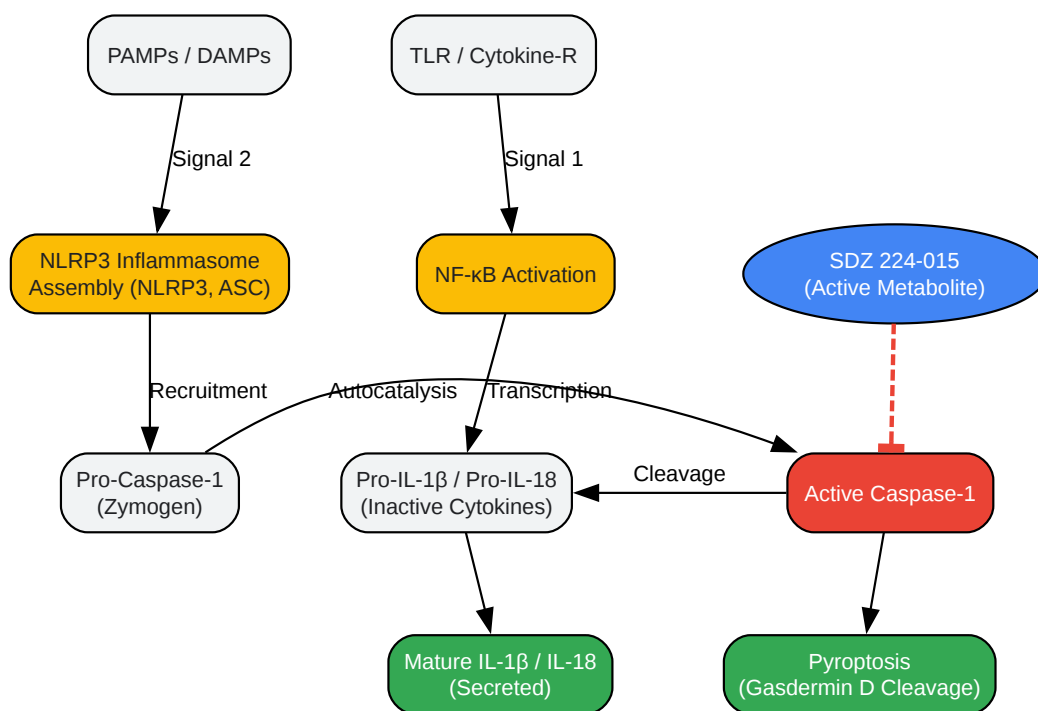 PAMPs / DAMPs
TLR / Cytokine-R
Signal 2
Signal 1
NLRP3 Inflammasome
Assembly (NLRP3, ASC)
NF-κB Activation
SDZ 224-015
(Active Metabolite)
Recruitment
Autocatalysis
Transcription
Pro-Caspase-1
(Zymogen)
Pro-IL-1β / Pro-IL-18
(Inactive Cytokines)
Cleavage
Active Caspase-1
Mature IL-1β / IL-18
(Secreted)
Pyroptosis
(Gasdermin D Cleavage)